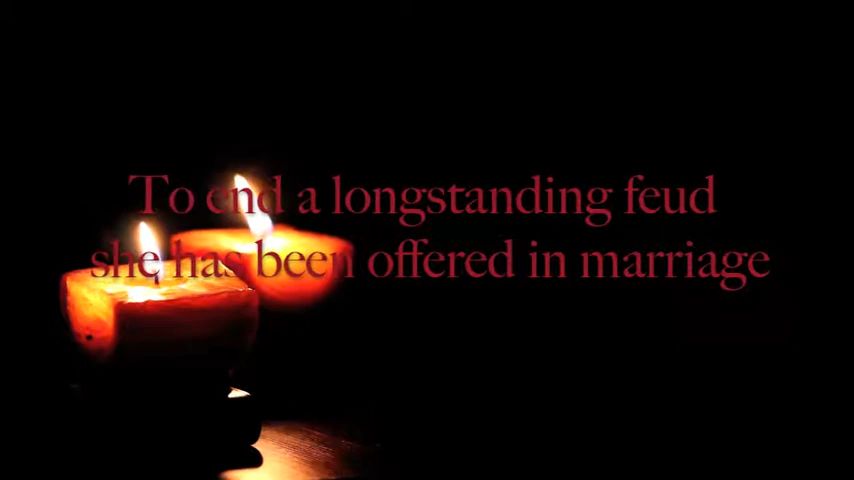 To end a longstanding feud
she has been offered in marriage